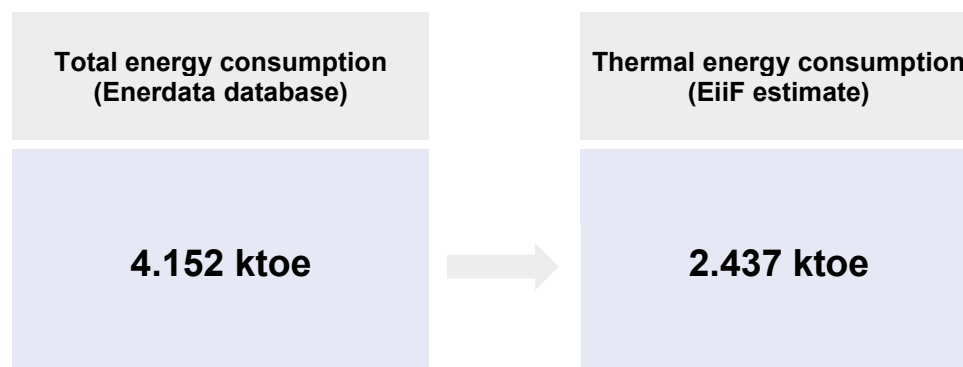 Total energy consumption
(Enerdata database)
Thermal energy consumption
(EiiF estimate)
4.152 ktoe
2.437 ktoe